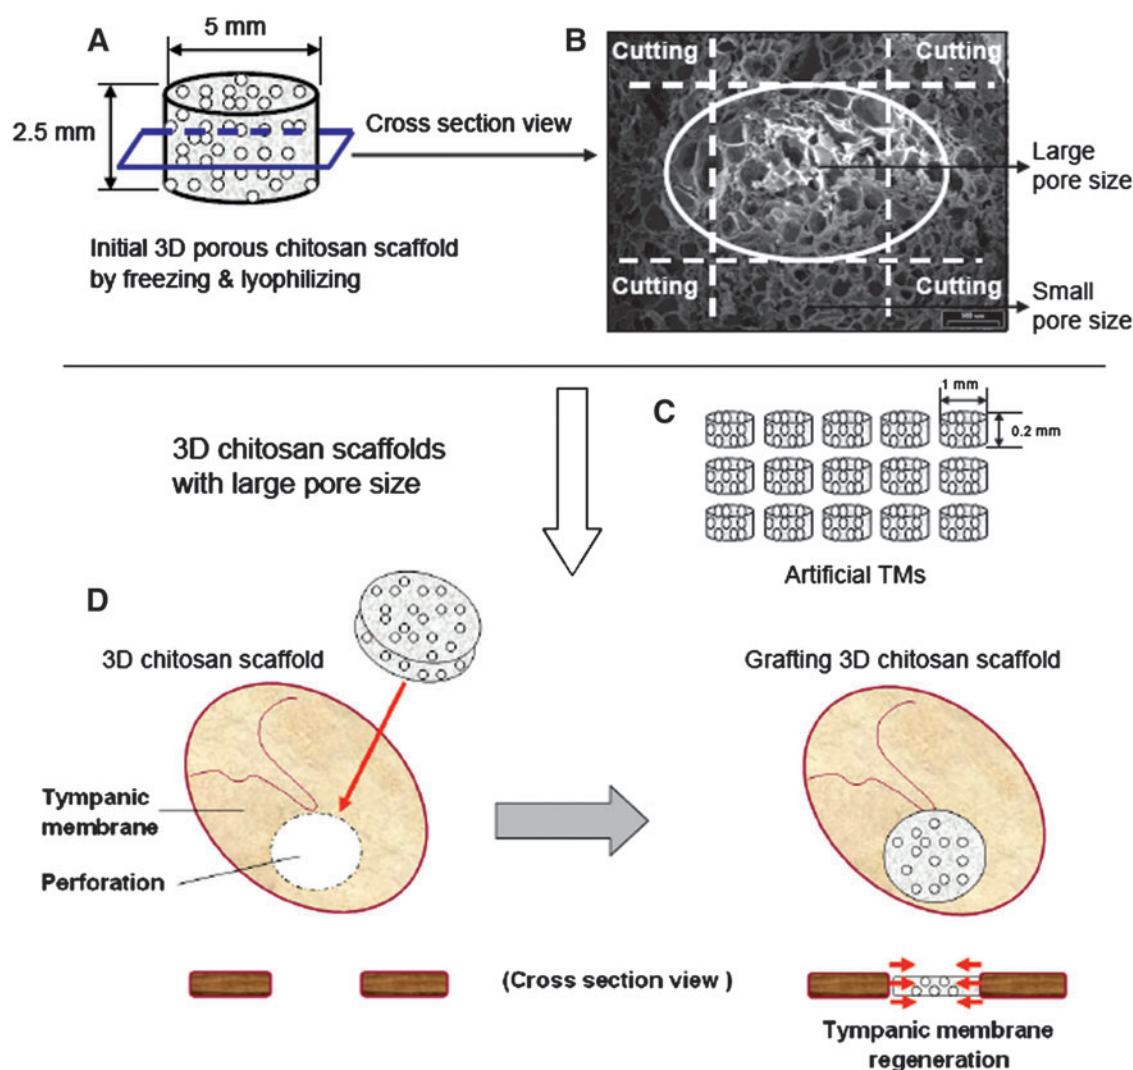 A
5 mm
2.5 mm
Cross section view
Initial 3D porous chitosan scaffold
by freezing & lyophilizing
B
Cutting
Cutting
Large
pore size
Cutting
Cutting
Small
pore size
3D chitosan scaffolds
with large pore size
C
1 mm
0.2 mm
Artificial TMs
D
3D chitosan scaffold
Grafting 3D chitosan scaffold
Tympanic
membrane
Perforation
(Cross section view )
Tympanic membrane
regeneration